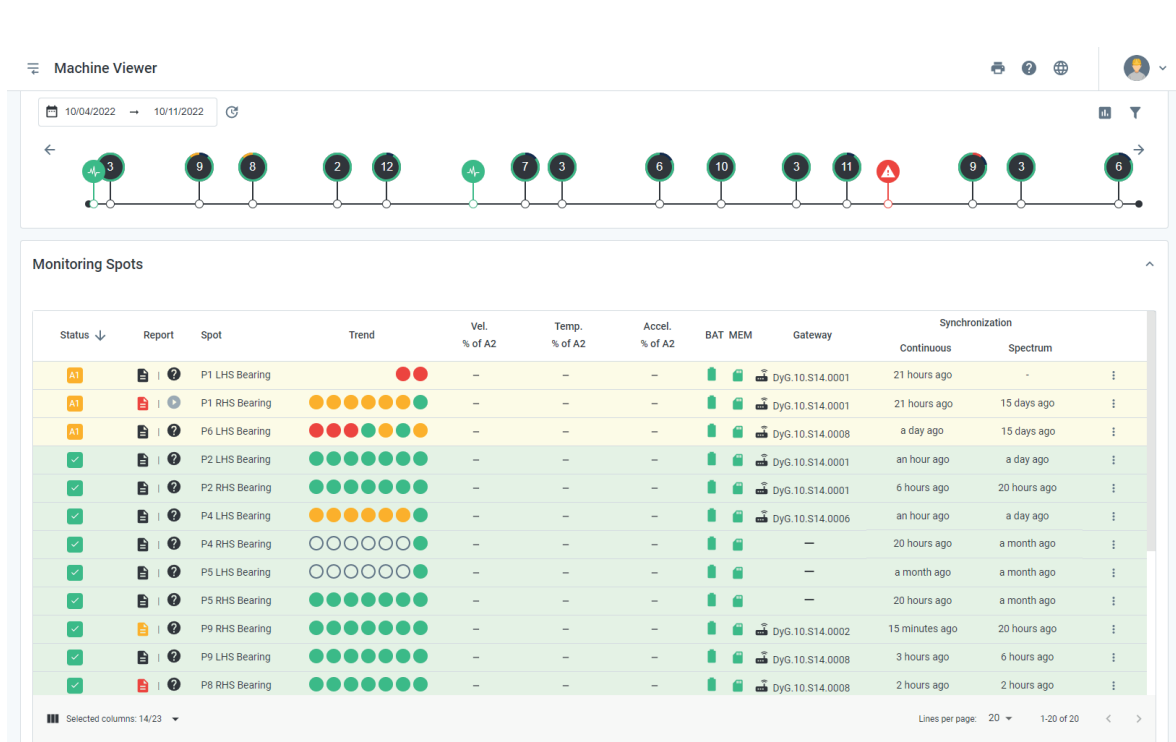 Machine Viewer
10/04/2022 → 10/11/2022
3 9 8 2 12 7 3 6 10 3 11 9 3 6
Monitoring Spots
Synchronization
Status Report Spot Trend Vel. % of A2 Temp. % of A2 Accel. % of A2 BAT MEM Gateway Continuous Spectrum
A1 P1 LHS Bearing – – – DyG.10.S14.0001 21 hours ago -
A1 P1 RHS Bearing – – – DyG.10.S14.0001 21 hours ago 15 days ago
A1 P6 LHS Bearing – – – DyG.10.S14.0008 a day ago 15 days ago
P2 LHS Bearing – – – DyG.10.S14.0001 an hour ago a day ago
P2 RHS Bearing – – – DyG.10.S14.0001 6 hours ago 20 hours ago
P4 LHS Bearing – – – DyG.10.S14.0006 an hour ago a day ago
P4 RHS Bearing – – – — 20 hours ago a month ago
P5 LHS Bearing – – – — a month ago a month ago
P5 RHS Bearing – – – — 20 hours ago a month ago
P9 RHS Bearing – – – DyG.10.S14.0002 15 minutes ago 20 hours ago
P9 LHS Bearing – – – DyG.10.S14.0008 3 hours ago 6 hours ago
P8 RHS Bearing – – – DyG.10.S14.0008 2 hours ago 2 hours ago
Selected columns: 14/23 Lines per page: 20 1-20 of 20